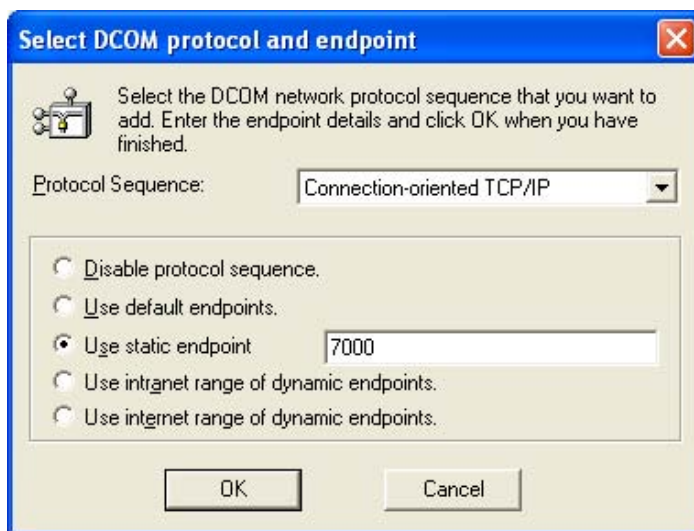 Select DCOM protocol and endpoint
Select the DCOM network protocol sequence that you want to
add. Enter the endpoint details and click OK when you have
finished.
Protocol Sequence: Connection-oriented TCP/IP
Disable protocol sequence.
Use default endpoints.
Use static endpoint 7000
Use intranet range of dynamic endpoints.
Use internet range of dynamic endpoints.
OK Cancel